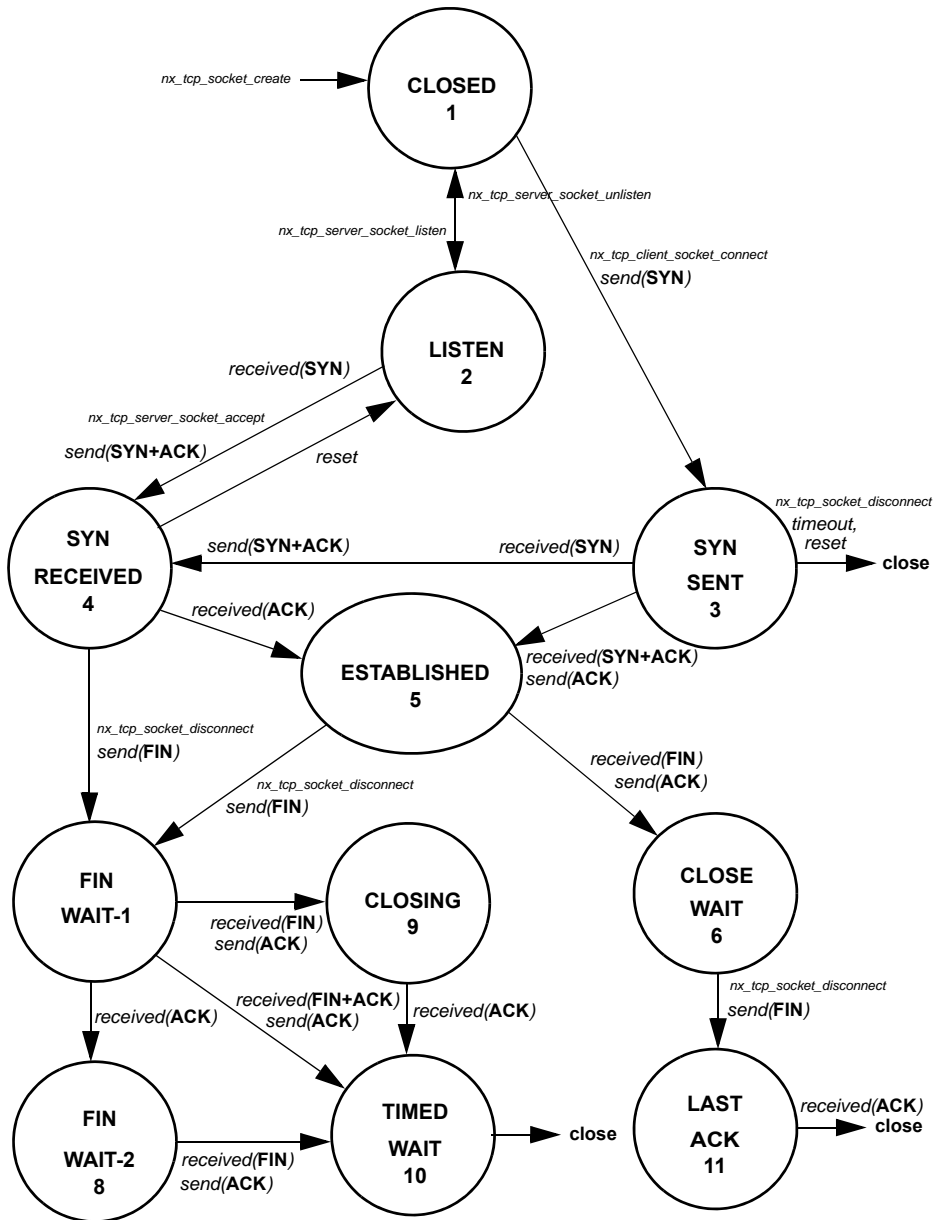 nx_tcp_socket_create
CLOSED
1
nx_tcp_server_socket_unlisten
nx_tcp_server_socket_listen
nx_tcp_client_socket_connect
send(SYN)
LISTEN
2
received(SYN)
nx_tcp_server_socket_accept
send(SYN+ACK)
reset
nx_tcp_socket_disconnect
timeout,
reset
close
SYN
RECEIVED
4
send(SYN+ACK)
received(SYN)
SYN
SENT
3
received(ACK)
ESTABLISHED
5
received(SYN+ACK)
send(ACK)
nx_tcp_socket_disconnect
send(FIN)
nx_tcp_socket_disconnect
send(FIN)
received(FIN)
send(ACK)
FIN
WAIT-1
received(FIN)
send(ACK)
CLOSING
9
CLOSE
WAIT
6
received(ACK)
received(FIN+ACK)
send(ACK)
received(ACK)
nx_tcp_socket_disconnect
send(FIN)
FIN
WAIT-2
8
received(FIN)
send(ACK)
TIMED
WAIT
10
close
LAST
ACK
11
received(ACK)
close